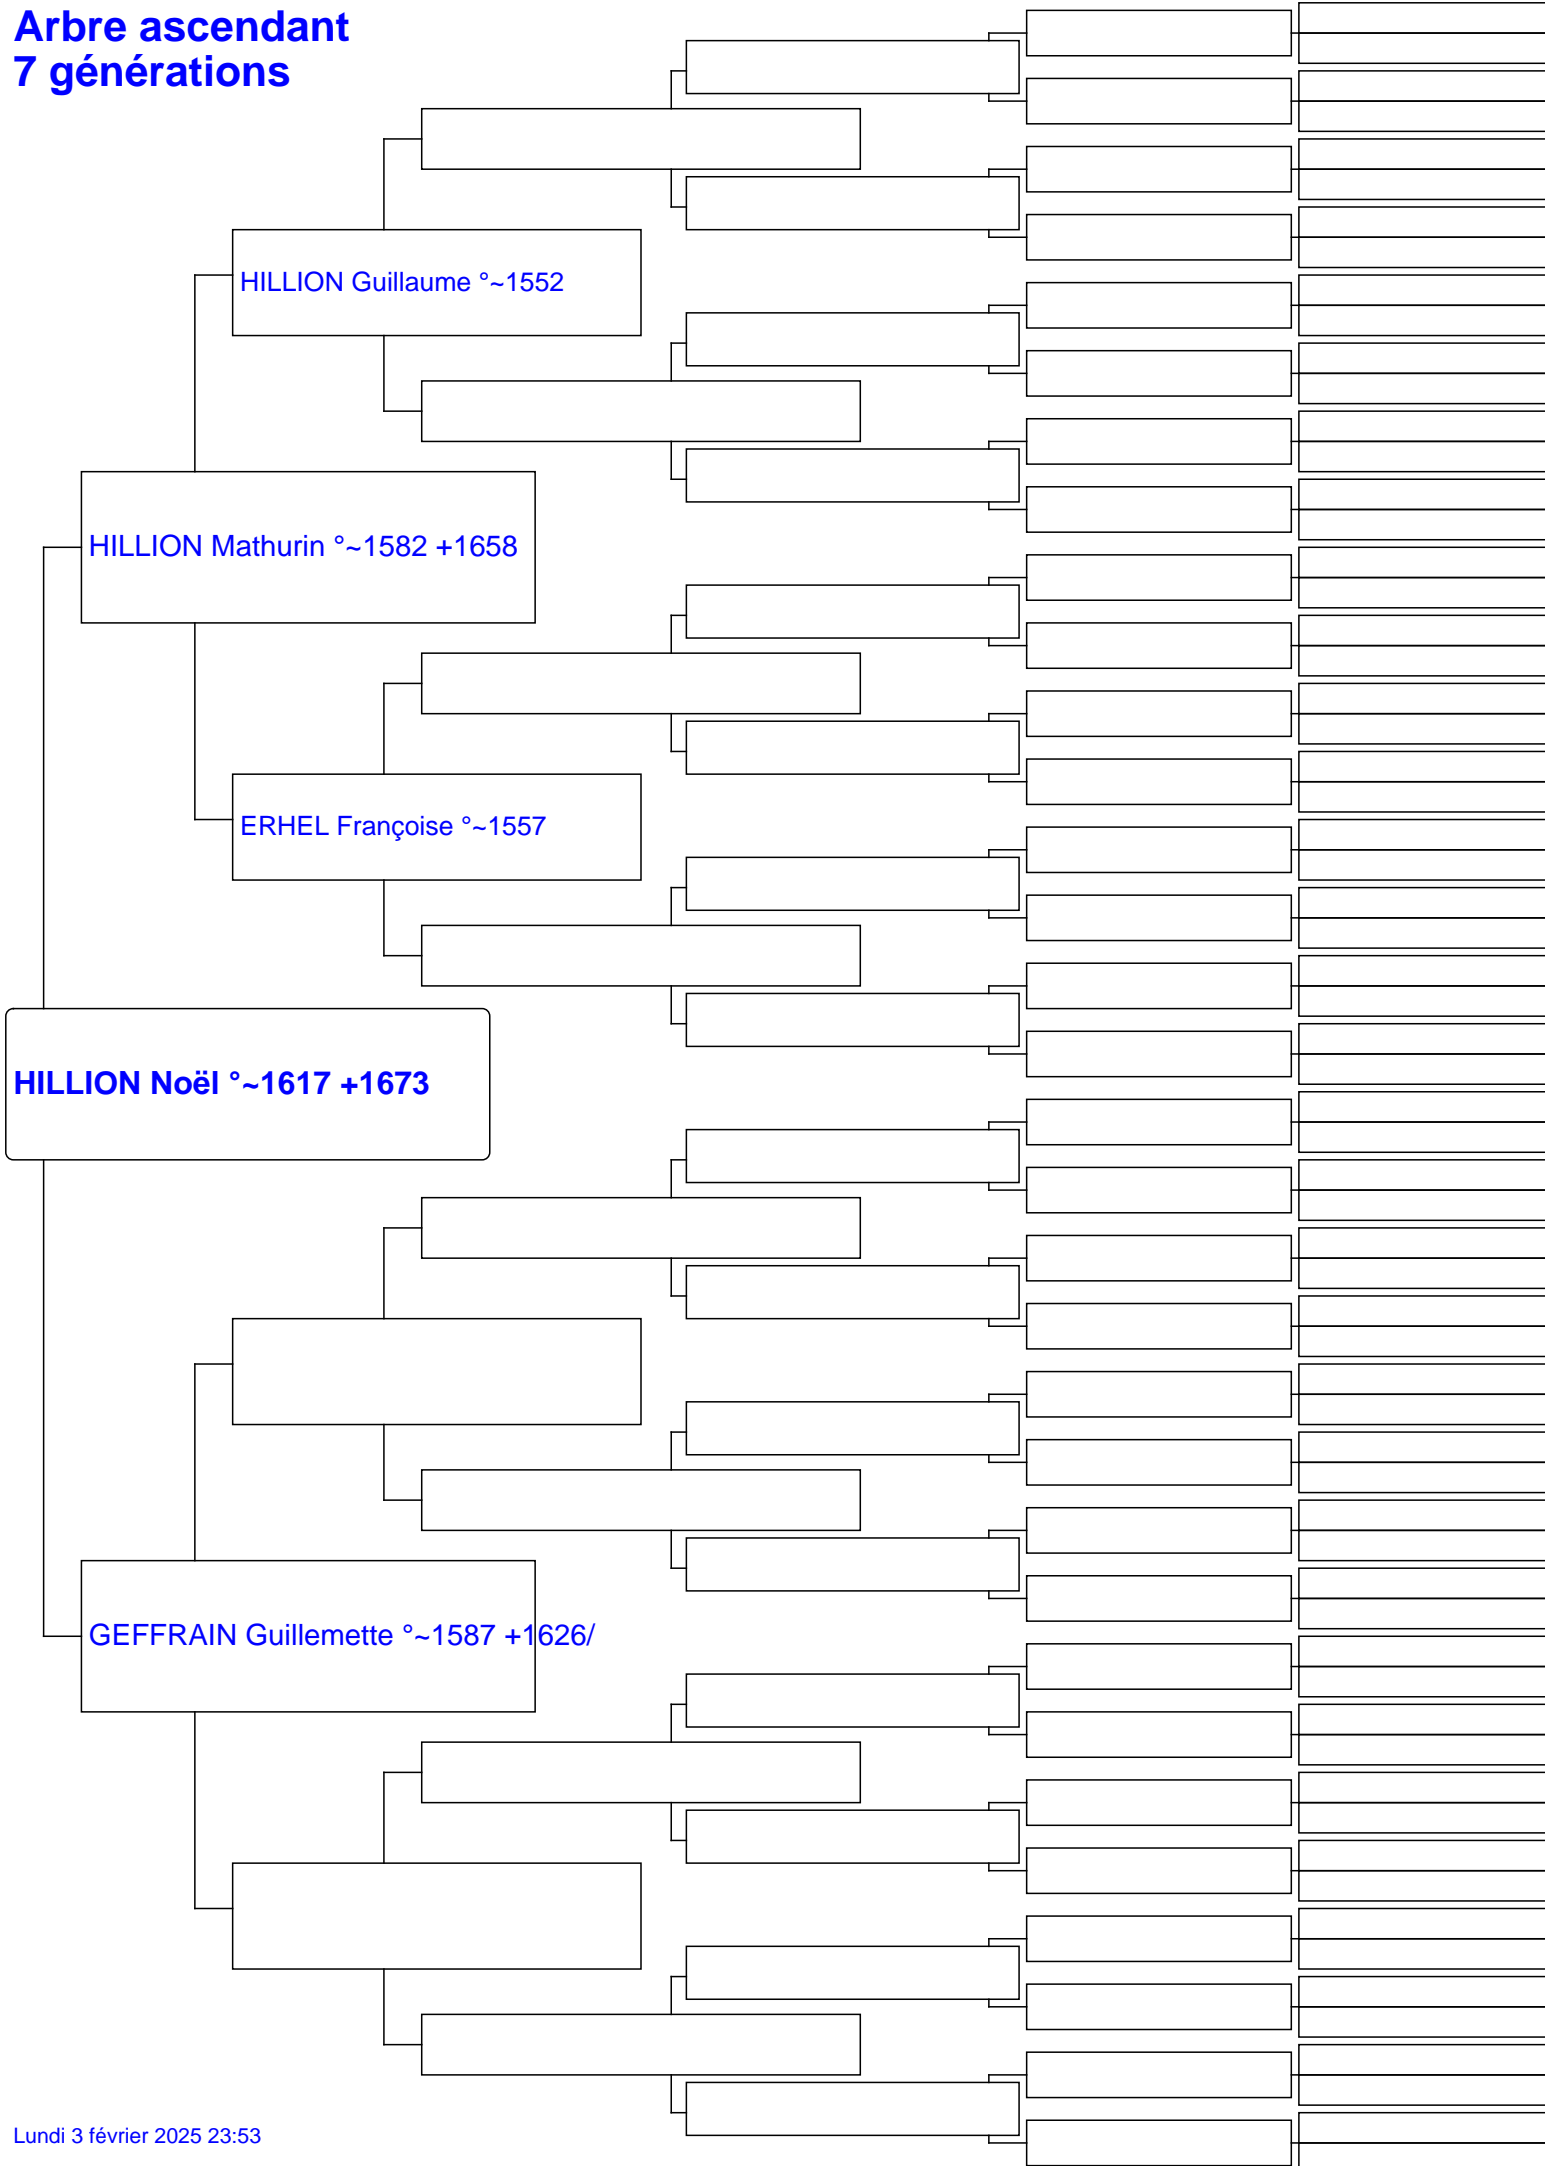 Arbre ascendant
7 générations
HILLION Guillaume °~1552
HILLION Mathurin °~1582 +1658
ERHEL Françoise °~1557
HILLION Noël °~1617 +1673
GEFFRAIN Guillemette °~1587 +1626/
Lundi 3 février 2025 23:53